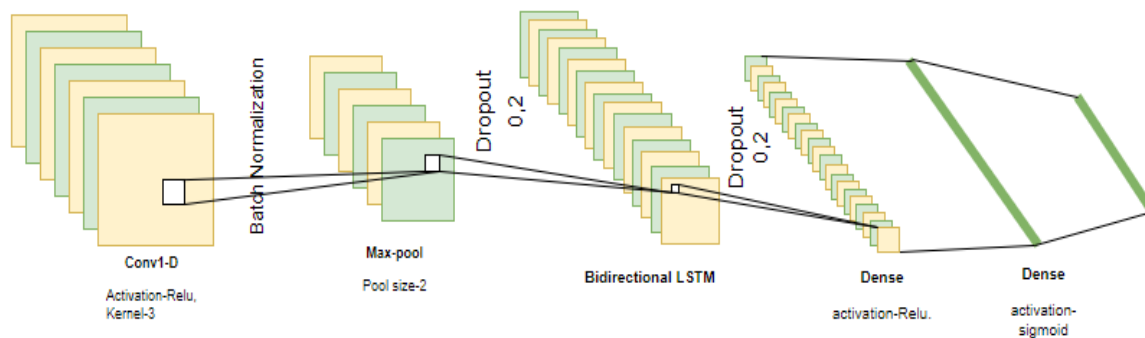 Batch Normalization
Dropout
0,2
Dropout
0,2
Conv1-D
Activation-Relu,
Kernel-3
Max-pool
Pool size-2
Bidirectional LSTM
Dense
activation-Relu.
Dense
activation-
sigmoid